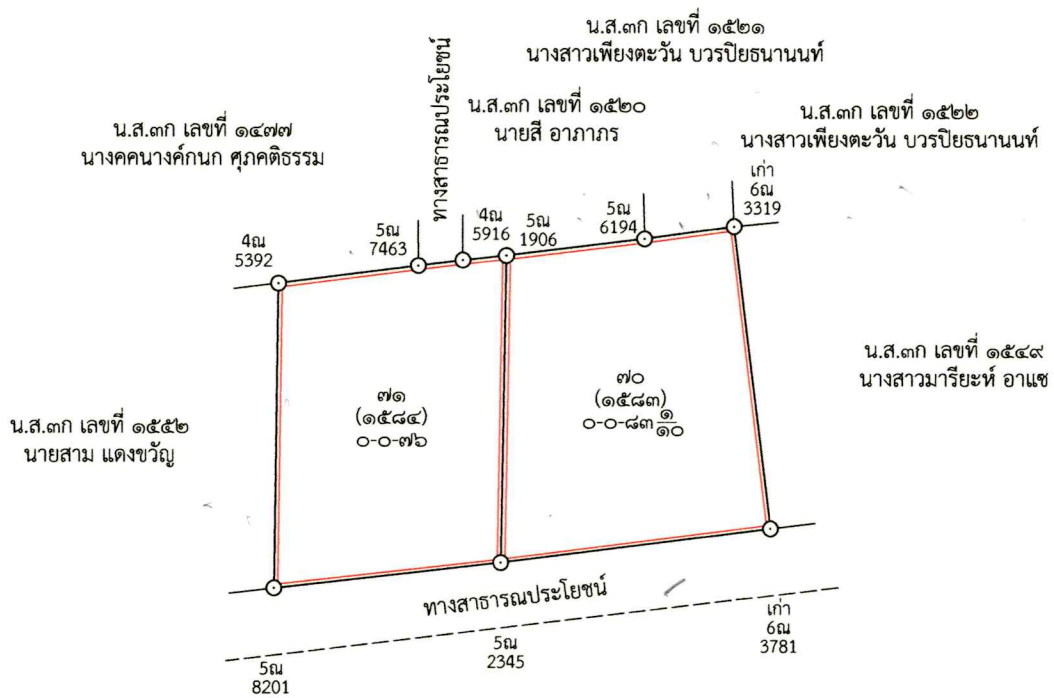 น.ส.๓ก เลขที่ ๑๕๒๑
นางสาวเพียงตะวัน บวรปิยธนานนท์
ทางสาธารณประโยชน์
น.ส.๓ก เลขที่ ๑๕๒๐
นายสี อาภาภร
น.ส.๓ก เลขที่ ๑๕๒๒
นางสาวเพียงตะวัน บวรปิยธนานนท์
น.ส.๓ก เลขที่ ๑๔๗๗
นางคคนางค์กนก ศุภคติธรรม
4ณ
5392
5ณ
7463
4ณ
5916
5ณ
1906
5ณ
6194
เก่า
6ณ
3319
น.ส.๓ก เลขที่ ๑๕๔๙
นางสาวมารียะห์ อาแซ
๗๑
(๑๕๘๔)
๐-๐-๗๖
๗๐
(๑๕๘๓)
๐-๐-๘๓ ๑/๑๐
น.ส.๓ก เลขที่ ๑๕๕๒
นายสาม แดงขวัญ
ทางสาธารณประโยชน์
5ณ
8201
5ณ
2345
เก่า
6ณ
3781